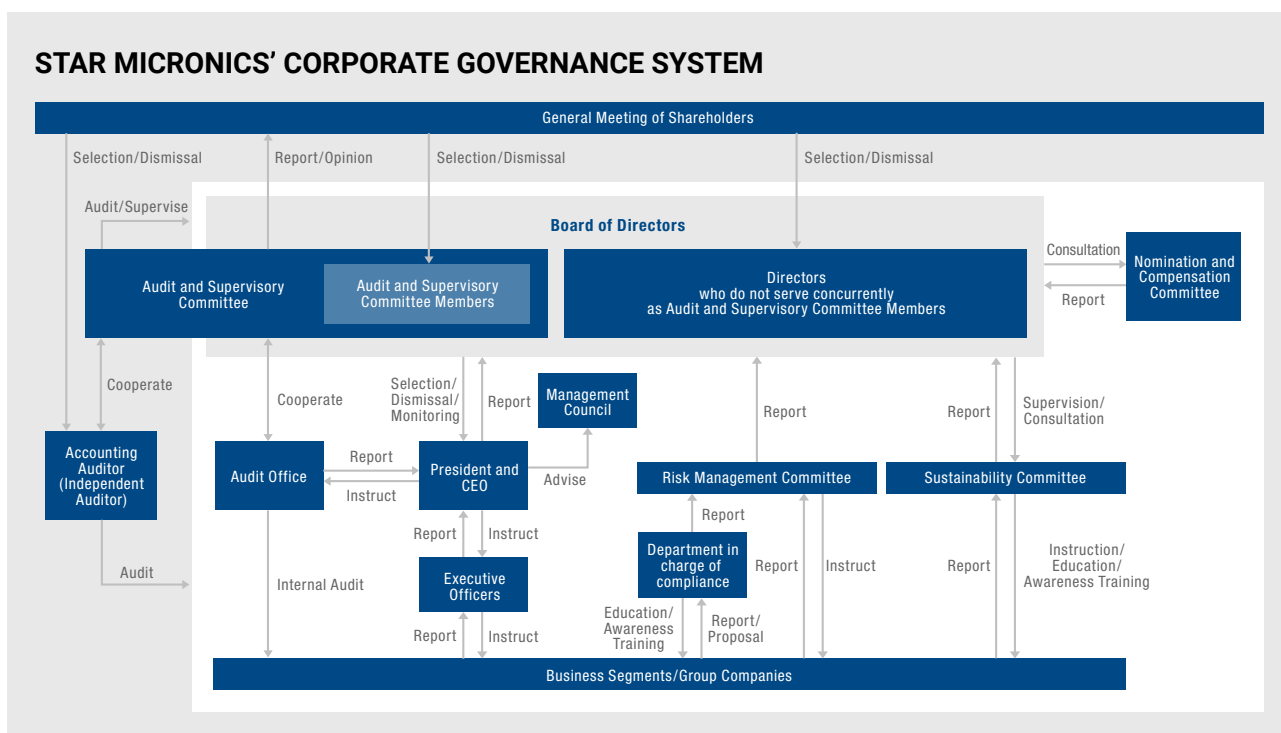 STAR MICRONICS’ CORPORATE GOVERNANCE SYSTEM
General Meeting of Shareholders
Selection/Dismissal
Report/Opinion
Selection/Dismissal
Selection/Dismissal
Audit/Supervise
Board of Directors
Audit and Supervisory
Committee
Audit and Supervisory
Committee Members
Directors
who do not serve concurrently
as Audit and Supervisory Committee Members
Consultation
Report
Nomination and
Compensation
Committee
Cooperate
Cooperate
Selection/
Dismissal/
Monitoring
Report
Management
Council
Report
Report
Supervision/
Consultation
Accounting
Auditor
(Independent
Auditor)
Audit Office
Report
Instruct
President and
CEO
Advise
Risk Management Committee
Sustainability Committee
Report
Instruct
Report
Department in
charge of
compliance
Report
Instruct
Report
Instruction/
Education/
Awareness Training
Audit
Internal Audit
Executive
Officers
Report
Instruct
Education/
Awareness
Training
Report/
Proposal
Business Segments/Group Companies